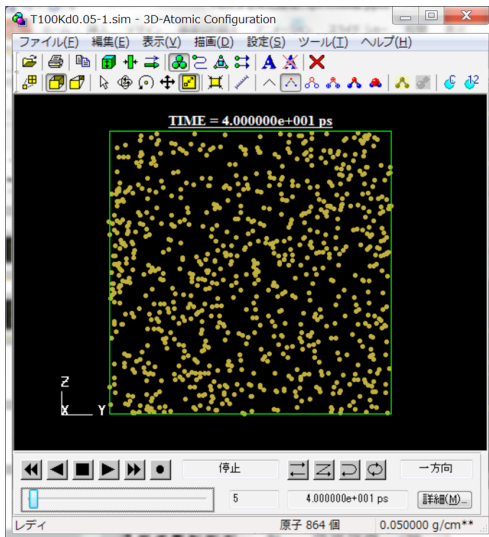 T100Kd0.05-1.sim - 3D-Atomic Configuration
ファイル(F) 編集(E) 表示(V) 描画(D) 設定(S) ツール(T) ヘルプ(H)
A A
C 12
TIME = 4.000000e+001 ps
Z
X Y
停止 一方向
5 4.000000e+001 ps 詳細(M)...
レディ 原子 864 個 0.050000 g/cm**